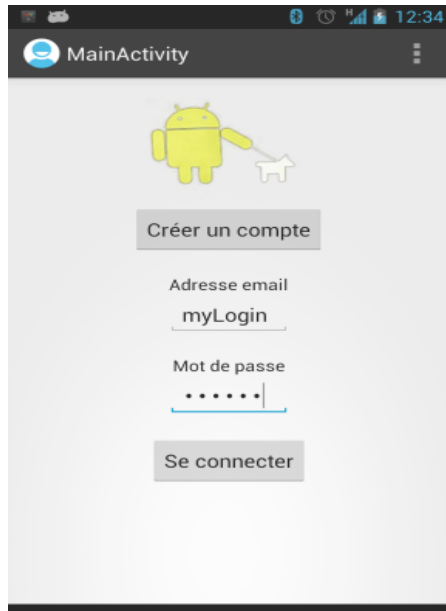 H 12:34
MainActivity
Créer un compte
Adresse email
myLogin
Mot de passe
••••••
Se connecter